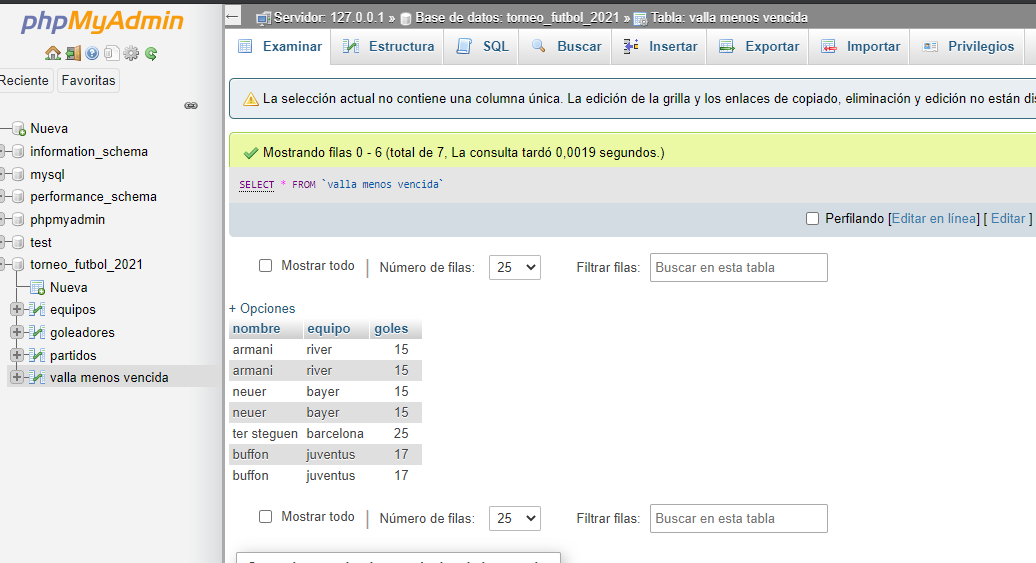 phpMyAdmin
Reciente Favoritas
Nueva
information_schema
mysql
performance_schema
phpmyadmin
test
torneo_futbol_2021
Nueva
equipos
goleadores
partidos
valla menos vencida
← Servidor: 127.0.0.1 » Base de datos: torneo_futbol_2021 » Tabla: valla menos vencida
Examinar Estructura SQL Buscar Insertar Exportar Importar Privilegios
La selección actual no contiene una columna única. La edición de la grilla y los enlaces de copiado, eliminación y edición no están dis
Mostrando filas 0 - 6 (total de 7, La consulta tardó 0,0019 segundos.)
SELECT * FROM `valla menos vencida`
Perfilando [Editar en línea] [ Editar ]
Mostrar todo | Número de filas: 25 Filtrar filas: Buscar en esta tabla
+ Opciones
nombre equipo goles
armani river 15
armani river 15
neuer bayer 15
neuer bayer 15
ter steguen barcelona 25
buffon juventus 17
buffon juventus 17
Mostrar todo | Número de filas: 25 Filtrar filas: Buscar en esta tabla